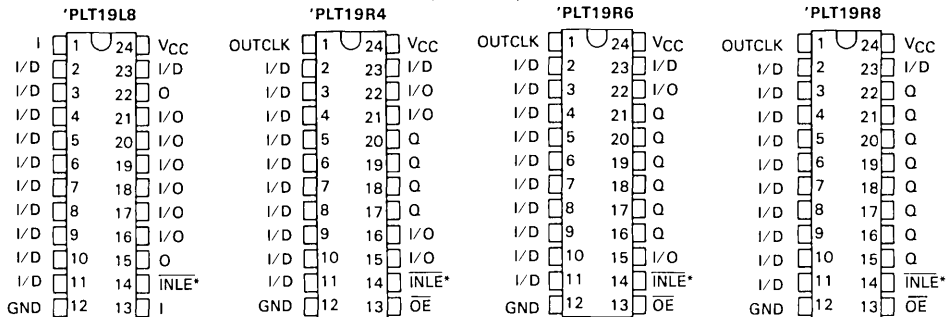 'PLT19L8 'PLT19R4 'PLT19R6 'PLT19R8
I 1 24 VCC OUTCLK 1 24 VCC OUTCLK 1 24 VCC OUTCLK 1 24 VCC
I/D 2 23 I/D I/D 2 23 I/D I/D 2 23 I/D I/D 2 23 I/D
I/D 3 22 O I/D 3 22 I/O I/D 3 22 I/O I/D 3 22 Q
I/D 4 21 I/O I/D 4 21 I/O I/D 4 21 Q I/D 4 21 Q
I/D 5 20 I/O I/D 5 20 Q I/D 5 20 Q I/D 5 20 Q
I/D 6 19 I/O I/D 6 19 Q I/D 6 19 Q I/D 6 19 Q
I/D 7 18 I/O I/D 7 18 Q I/D 7 18 Q I/D 7 18 Q
I/D 8 17 I/O I/D 8 17 Q I/D 8 17 Q I/D 8 17 Q
I/D 9 16 I/O I/D 9 16 I/O I/D 9 16 Q I/D 9 16 Q
I/D 10 15 O I/D 10 15 I/O I/D 10 15 I/O I/D 10 15 Q
I/D 11 14 INLE* I/D 11 14 INLE* I/D 11 14 INLE* I/D 11 14 INLE*
GND 12 13 I GND 12 13 OE GND 12 13 OE GND 12 13 OE